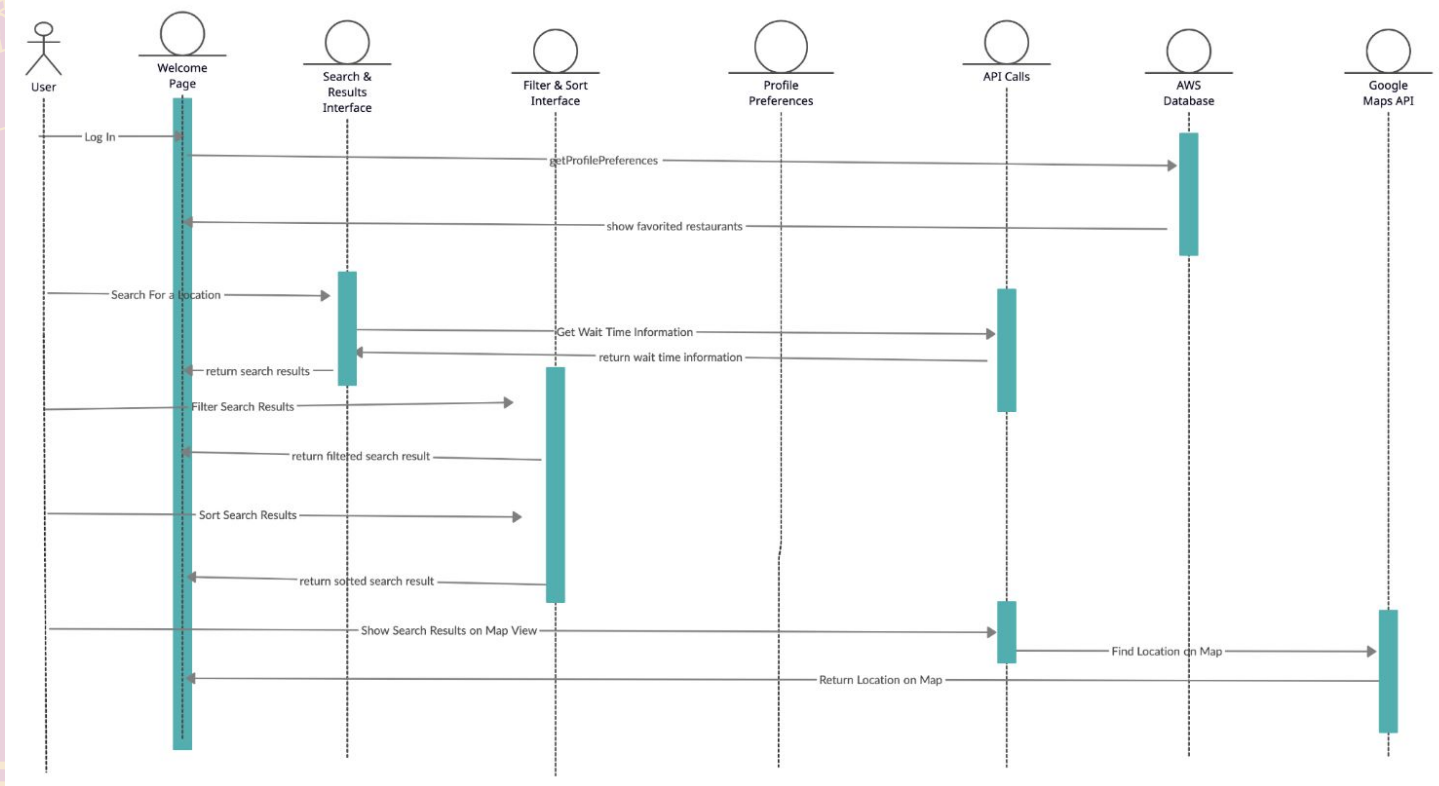 User
Welcome
Page
Search &
Results
Interface
Filter & Sort
Interface
Profile
Preferences
API Calls
AWS
Database
Google
Maps API
Log In
getProfilePreferences
show favorited restaurants
Search For a Location
Get Wait Time Information
return wait time information
return search results
Filter Search Results
return filtered search result
Sort Search Results
return sorted search result
Show Search Results on Map View
Find Location on Map
Return Location on Map